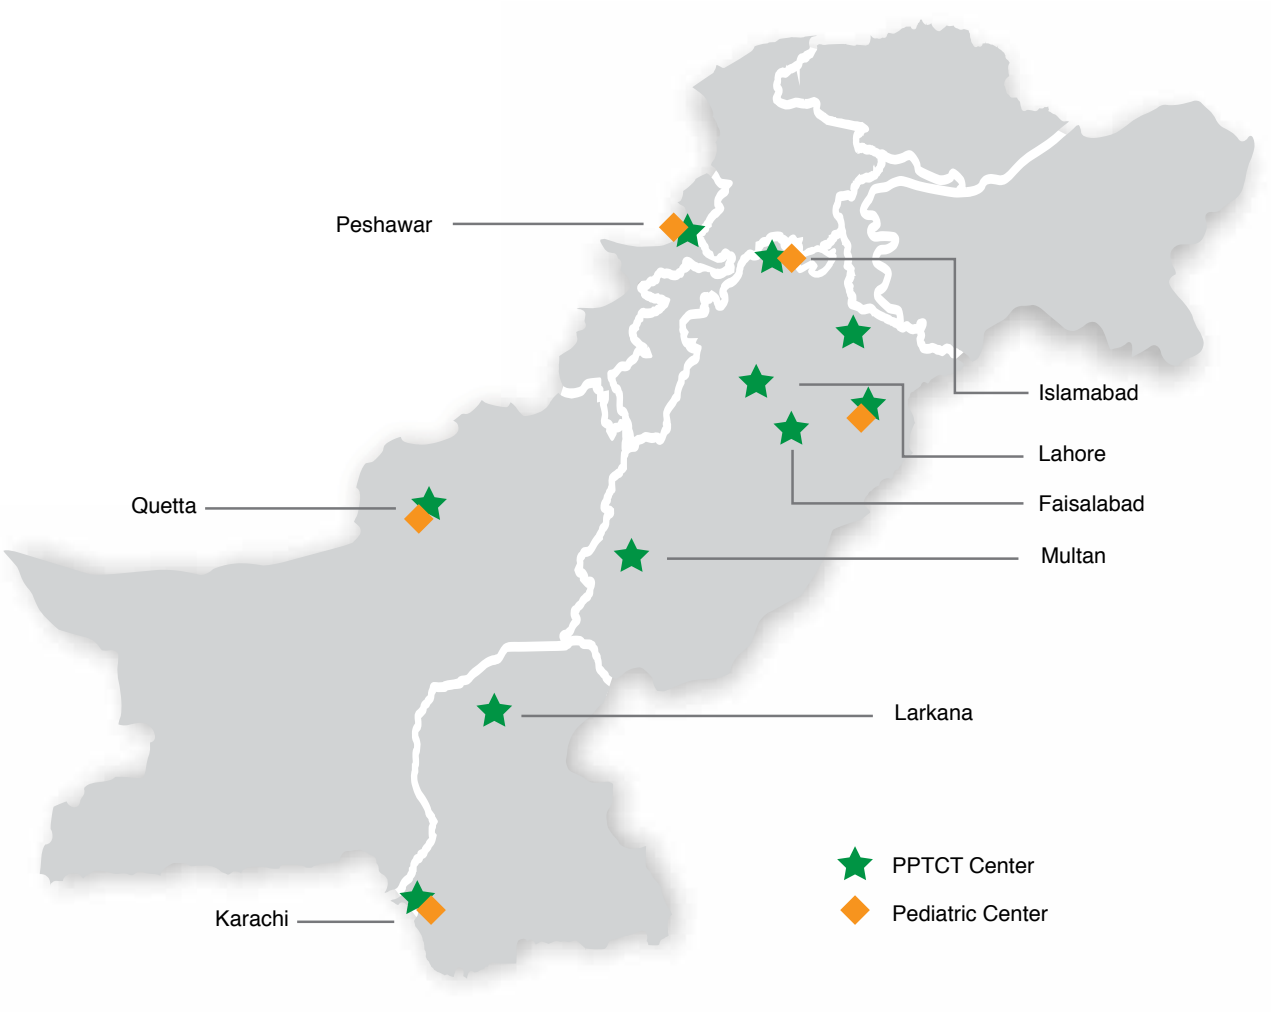 Peshawar
Islamabad
Lahore
Quetta
Faisalabad
Multan
Larkana
PPTCT Center
Pediatric Center
Karachi